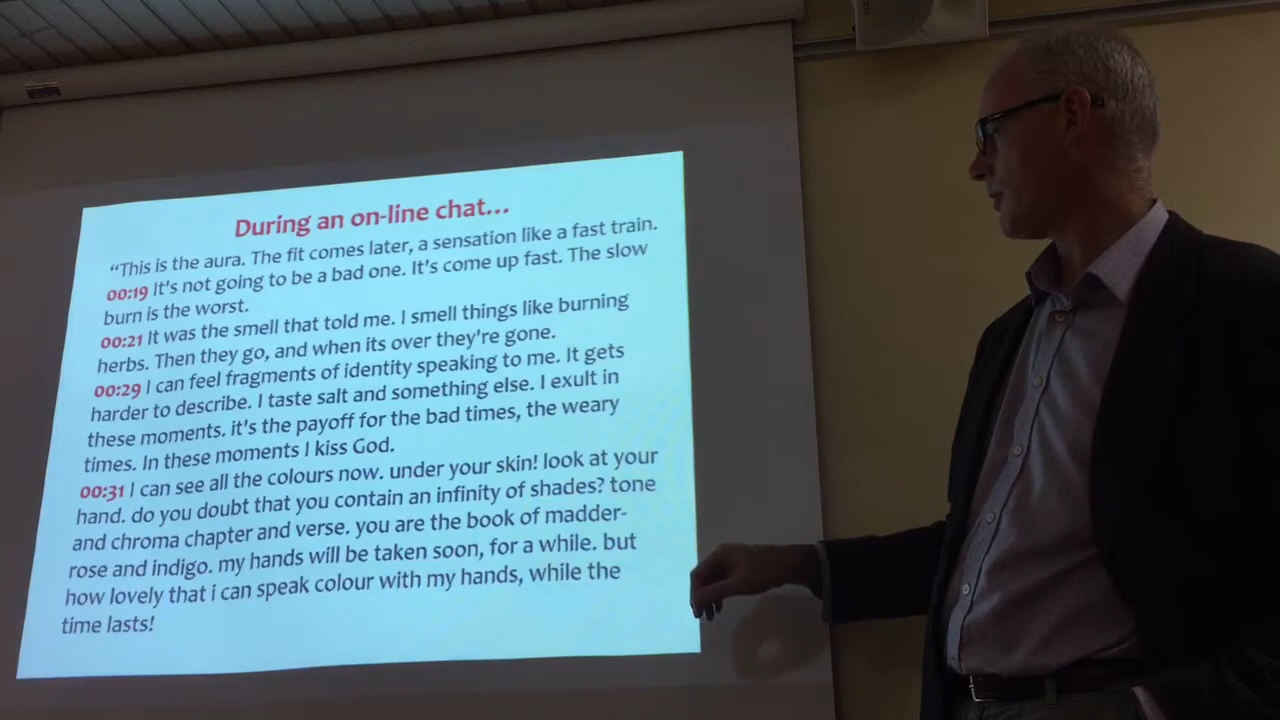 During an on-line chat...
“This is the aura. The fit comes later, a sensation like a fast train.
00:19 It's not going to be a bad one. It's come up fast. The slow
burn is the worst.
00:21 It was the smell that told me. I smell things like burning
herbs. Then they go, and when its over they're gone.
00:29 I can feel fragments of identity speaking to me. It gets
harder to describe. I taste salt and something else. I exult in
these moments. it's the payoff for the bad times, the weary
times. In these moments I kiss God.
00:31 I can see all the colours now. under your skin! look at your
hand. do you doubt that you contain an infinity of shades? tone
and chroma chapter and verse. you are the book of madder-
rose and indigo. my hands will be taken soon, for a while. but
how lovely that i can speak colour with my hands, while the
time lasts!